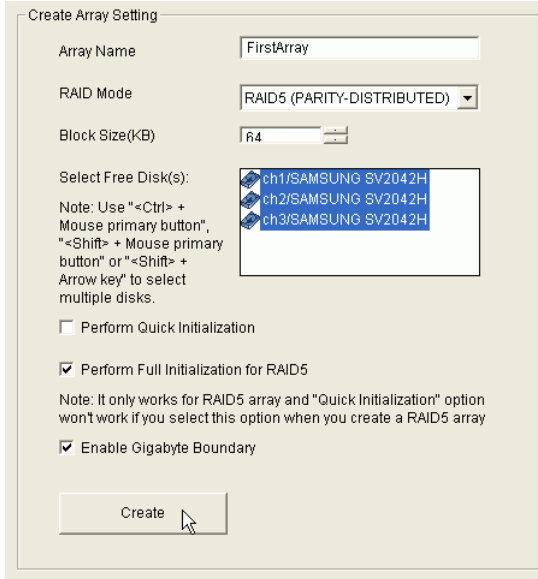 Create Array Setting
Array Name
FirstArray
RAID Mode
RAID5 (PARITY-DISTRIBUTED)
Block Size(KB)
64
Select Free Disk(s):
ch1/SAMSUNG SV2042H
ch2/SAMSUNG SV2042H
ch3/SAMSUNG SV2042H
Note: Use "<Ctrl> +
Mouse primary button",
"<Shift> + Mouse primary
button" or "<Shift> +
Arrow key" to select
multiple disks.
Perform Quick Initialization
Perform Full Initialization for RAID5
Note: It only works for RAID5 array and "Quick Initialization" option
won't work if you select this option when you create a RAID5 array
Enable Gigabyte Boundary
Create